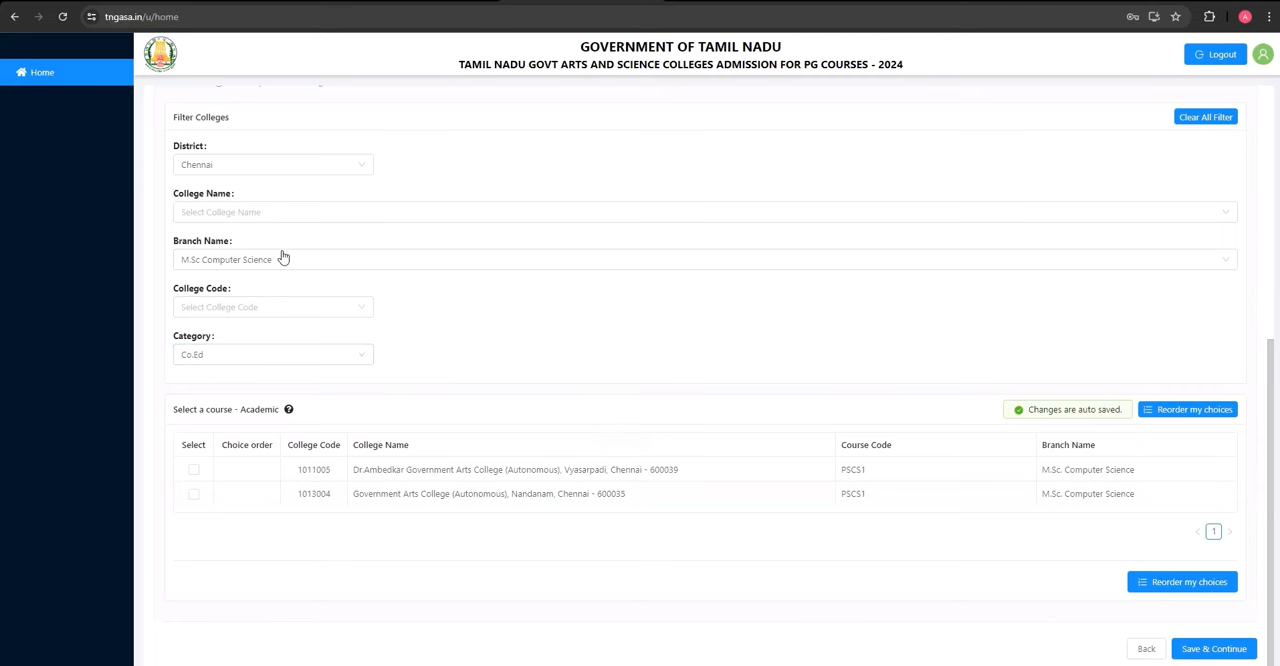 tngasa.in/u/home
A
Home
GOVERNMENT OF TAMIL NADU
TAMIL NADU GOVT ARTS AND SCIENCE COLLEGES ADMISSION FOR PG COURSES - 2024
Logout
Filter Colleges
Clear All Filter
District:
Chennai
College Name:
Select College Name
Branch Name:
M.Sc Computer Science
College Code:
Select College Code
Category:
Co.Ed
Select a course - Academic
Changes are auto saved.
Reorder my choices
Select Choice order College Code College Name Course Code Branch Name
1011005 Dr.Ambedkar Government Arts College (Autonomous), Vyasarpadi, Chennai - 600039 PSCS1 M.Sc. Computer Science
1013004 Government Arts College (Autonomous), Nandanam, Chennai - 600035 PSCS1 M.Sc. Computer Science
1
Reorder my choices
Back
Save & Continue